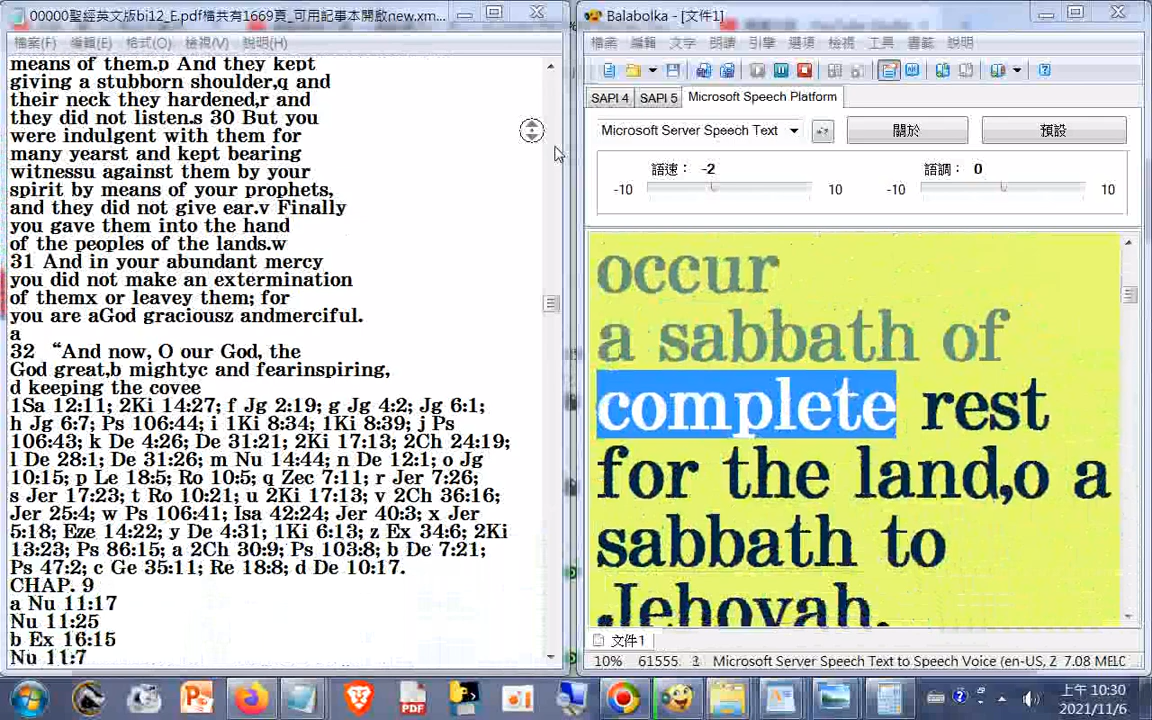 00000聖經英文版bi12_E.pdf檔共有1669頁_可用記事本開啟new.xm...
檔案(F) 編輯(E) 格式(O) 檢視(V) 說明(H)
means of them.p And they kept
giving a stubborn shoulder,q and
their neck they hardened,r and
they did not listen.s 30 But you
were indulgent with them for
many yearst and kept bearing
witnessu against them by your
spirit by means of your prophets,
and they did not give ear.v Finally
you gave them into the hand
of the peoples of the lands.w
31 And in your abundant mercy
you did not make an extermination
of themx or leavey them; for
you are aGod graciousz andmerciful.
a
32 “And now, O our God, the
God great,b mightyc and fearinspiring,
d keeping the covee
1Sa 12:11; 2Ki 14:27; f Jg 2:19; g Jg 4:2; Jg 6:1;
h Jg 6:7; Ps 106:44; i 1Ki 8:34; 1Ki 8:39; j Ps
106:43; k De 4:26; De 31:21; 2Ki 17:13; 2Ch 24:19;
l De 28:1; De 31:26; m Nu 14:44; n De 12:1; o Jg
10:15; p Le 18:5; Ro 10:5; q Zec 7:11; r Jer 7:26;
s Jer 17:23; t Ro 10:21; u 2Ki 17:13; v 2Ch 36:16;
Jer 25:4; w Ps 106:41; Isa 42:24; Jer 40:3; x Jer
5:18; Eze 14:22; y De 4:31; 1Ki 6:13; z Ex 34:6; 2Ki
13:23; Ps 86:15; a 2Ch 30:9; Ps 103:8; b De 7:21;
Ps 47:2; c Ge 35:11; Re 18:8; d De 10:17.
CHAP. 9
a Nu 11:17
Nu 11:25
b Ex 16:15
Nu 11:7
Balabolka - [文件1]
檔案 編輯 文字 朗讀 引擎 選項 檢視 工具 書籤 說明
SAPI 4 SAPI 5 Microsoft Speech Platform
Microsoft Server Speech Text 關於 預設
語速： -2 語調： 0
-10 10 -10 10
occur
a sabbath of
complete rest
for the land,o a
sabbath to
Jehovah.
文件1
10% 61555. Microsoft Server Speech Text to Speech Voice (en-US, Z 7.08 MELC
上午 10:30
2021/11/6